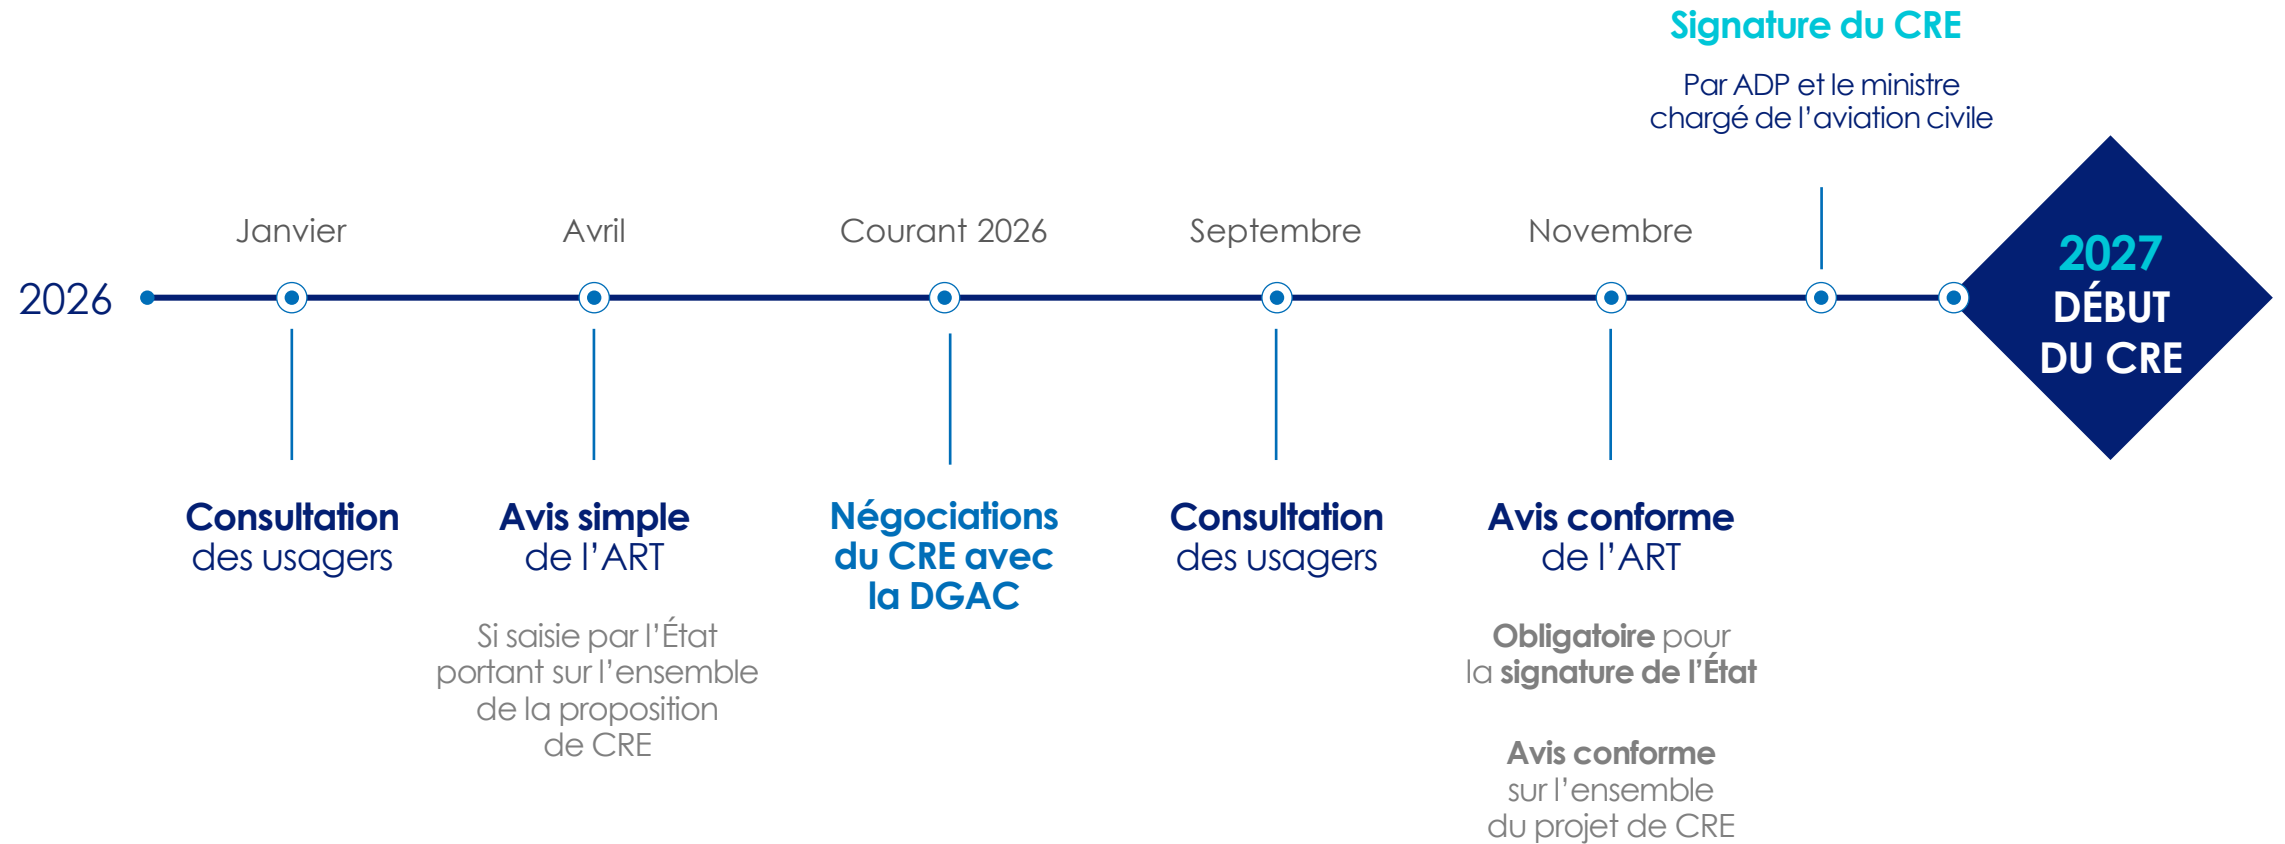 Signature du CRE
Par ADP et le ministre
chargé de l’aviation civile
Janvier
Avril
Courant 2026
Septembre
Novembre
2026
2027
DÉBUT
DU CRE
Consultation
des usagers
Avis simple
de l’ART
Si saisie par l’État
portant sur l’ensemble
de la proposition
de CRE
Négociations
du CRE avec
la DGAC
Consultation
des usagers
Avis conforme
de l’ART
Obligatoire pour
la signature de l’État
Avis conforme
sur l’ensemble
du projet de CRE